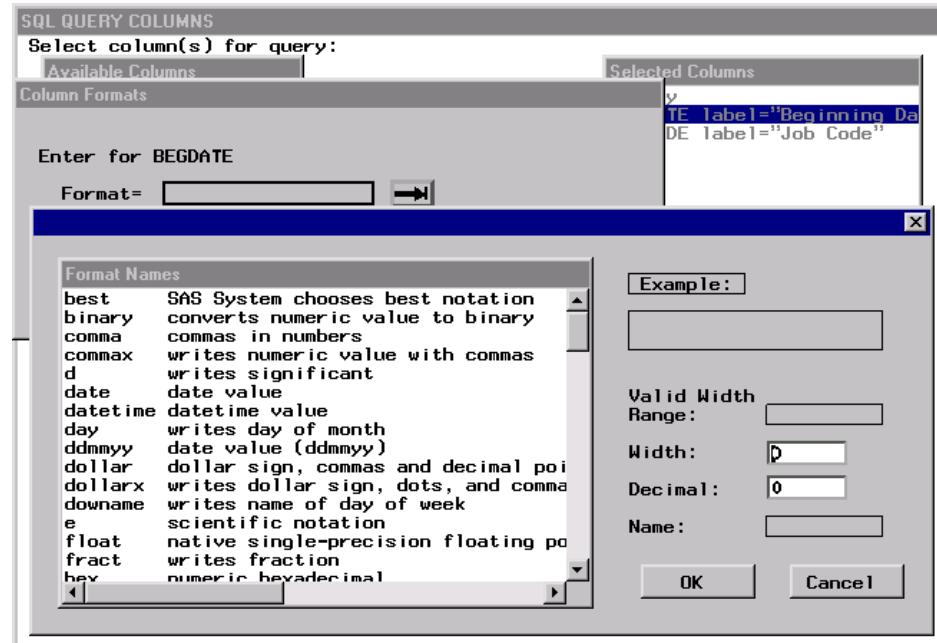 SQL QUERY COLUMNS
Select column(s) for query:
Available Columns
Selected Columns
Column Formats
y
TE label="Beginning Da
DE label="Job Code"
Enter for BEGDATE
Format=
Format Names
best SAS System chooses best notation
binary converts numeric value to binary
comma commas in numbers
commax writes numeric value with commas
d writes significant
date date value
datetime datetime value
day writes day of month
ddmmyy date value (ddmmyy)
dollar dollar sign, commas and decimal poi
dollarx writes dollar sign, dots, and comma
downame writes name of day of week
e scientific notation
float native single-precision floating po
fract writes fraction
hex numeric hexadecimal
Example:
Valid Width
Range:
Width: 0
Decimal: 0
Name:
OK Cancel